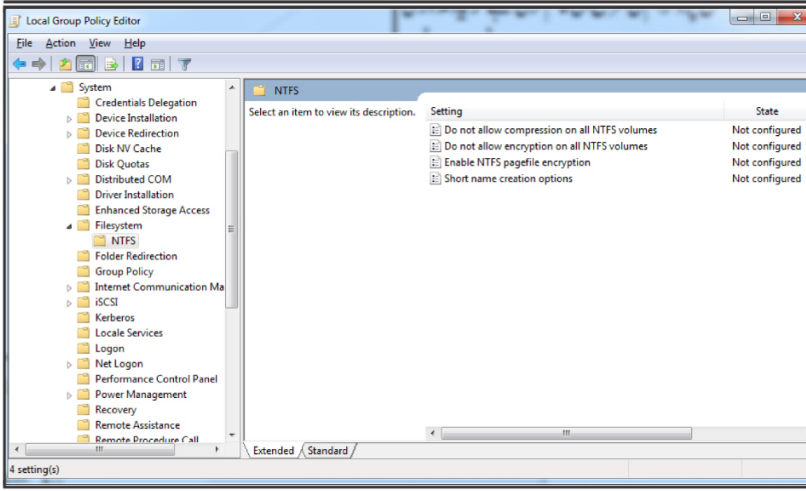 Local Group Policy Editor
File Action View Help
System
Credentials Delegation
Device Installation
Device Redirection
Disk NV Cache
Disk Quotas
Distributed COM
Driver Installation
Enhanced Storage Access
Filesystem
NTFS
Folder Redirection
Group Policy
Internet Communication Ma
iSCSI
Kerberos
Locale Services
Logon
Net Logon
Performance Control Panel
Power Management
Recovery
Remote Assistance
Remote Procedure Call
NTFS
Select an item to view its description.
Setting State
Do not allow compression on all NTFS volumes Not configured
Do not allow encryption on all NTFS volumes Not configured
Enable NTFS pagefile encryption Not configured
Short name creation options Not configured
Extended Standard
4 setting(s)